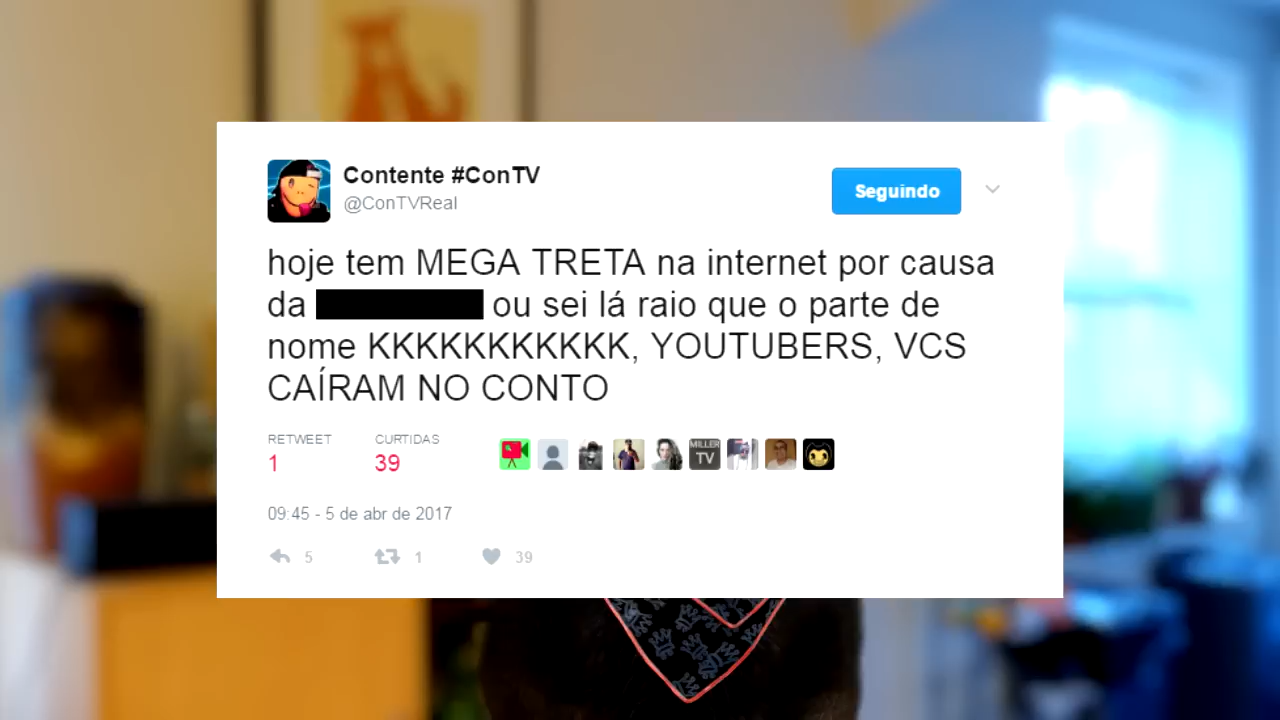 Contente #ConTV
@ConTVReal
Seguindo
hoje tem MEGA TRETA na internet por causa
da ou sei lá raio que o parte de
nome KKKKKKKKKKK, YOUTUBERS, VCS
CAÍRAM NO CONTO
RETWEET CURTIDAS
1 39
MILLER
TV
09:45 - 5 de abr de 2017
5 1 39